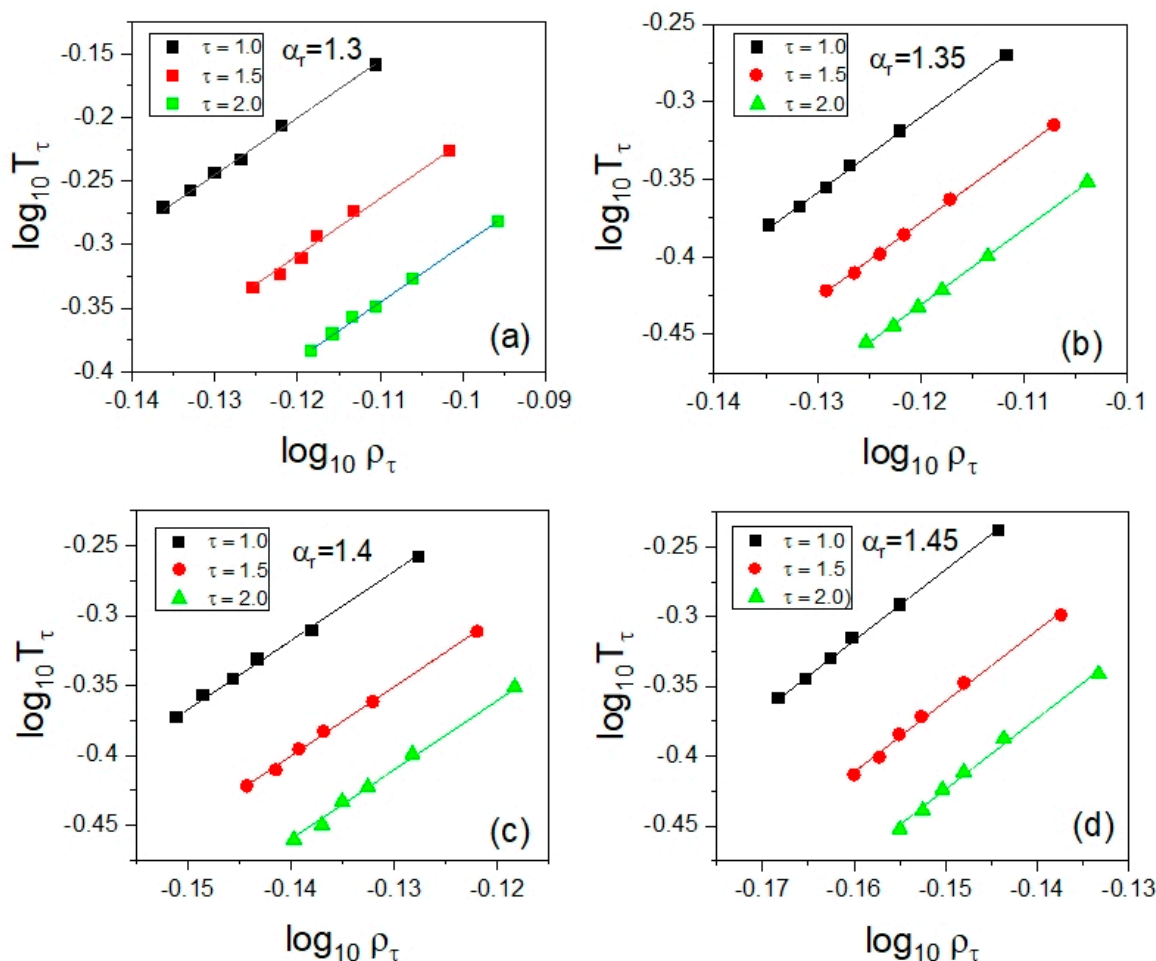 -0.25
τ = 1.0
τ = 1.5
τ = 2.0
αr=1.3
-0.15
-0.2
-0.25
-0.3
-0.35
-0.4
log10 Tτ
(a)
-0.14 -0.13 -0.12 -0.11 -0.1 -0.09
log10 ρτ
τ = 1.0
τ = 1.5
τ = 2.0
αr=1.35
-0.3
-0.35
-0.4
-0.45
log10 Tτ
(b)
-0.14 -0.13 -0.12 -0.11 -0.1
log10 ρτ
τ = 1.0
τ = 1.5
τ = 2.0
αr=1.4
-0.25
-0.3
-0.35
-0.4
-0.45
log10 Tτ
(c)
-0.15 -0.14 -0.13 -0.12
log10 ρτ
τ = 1.0
τ = 1.5
τ = 2.0)
αr=1.45
-0.25
-0.3
-0.35
-0.4
-0.45
log10 Tτ
(d)
-0.17 -0.16 -0.15 -0.14 -0.13
log10 ρτ